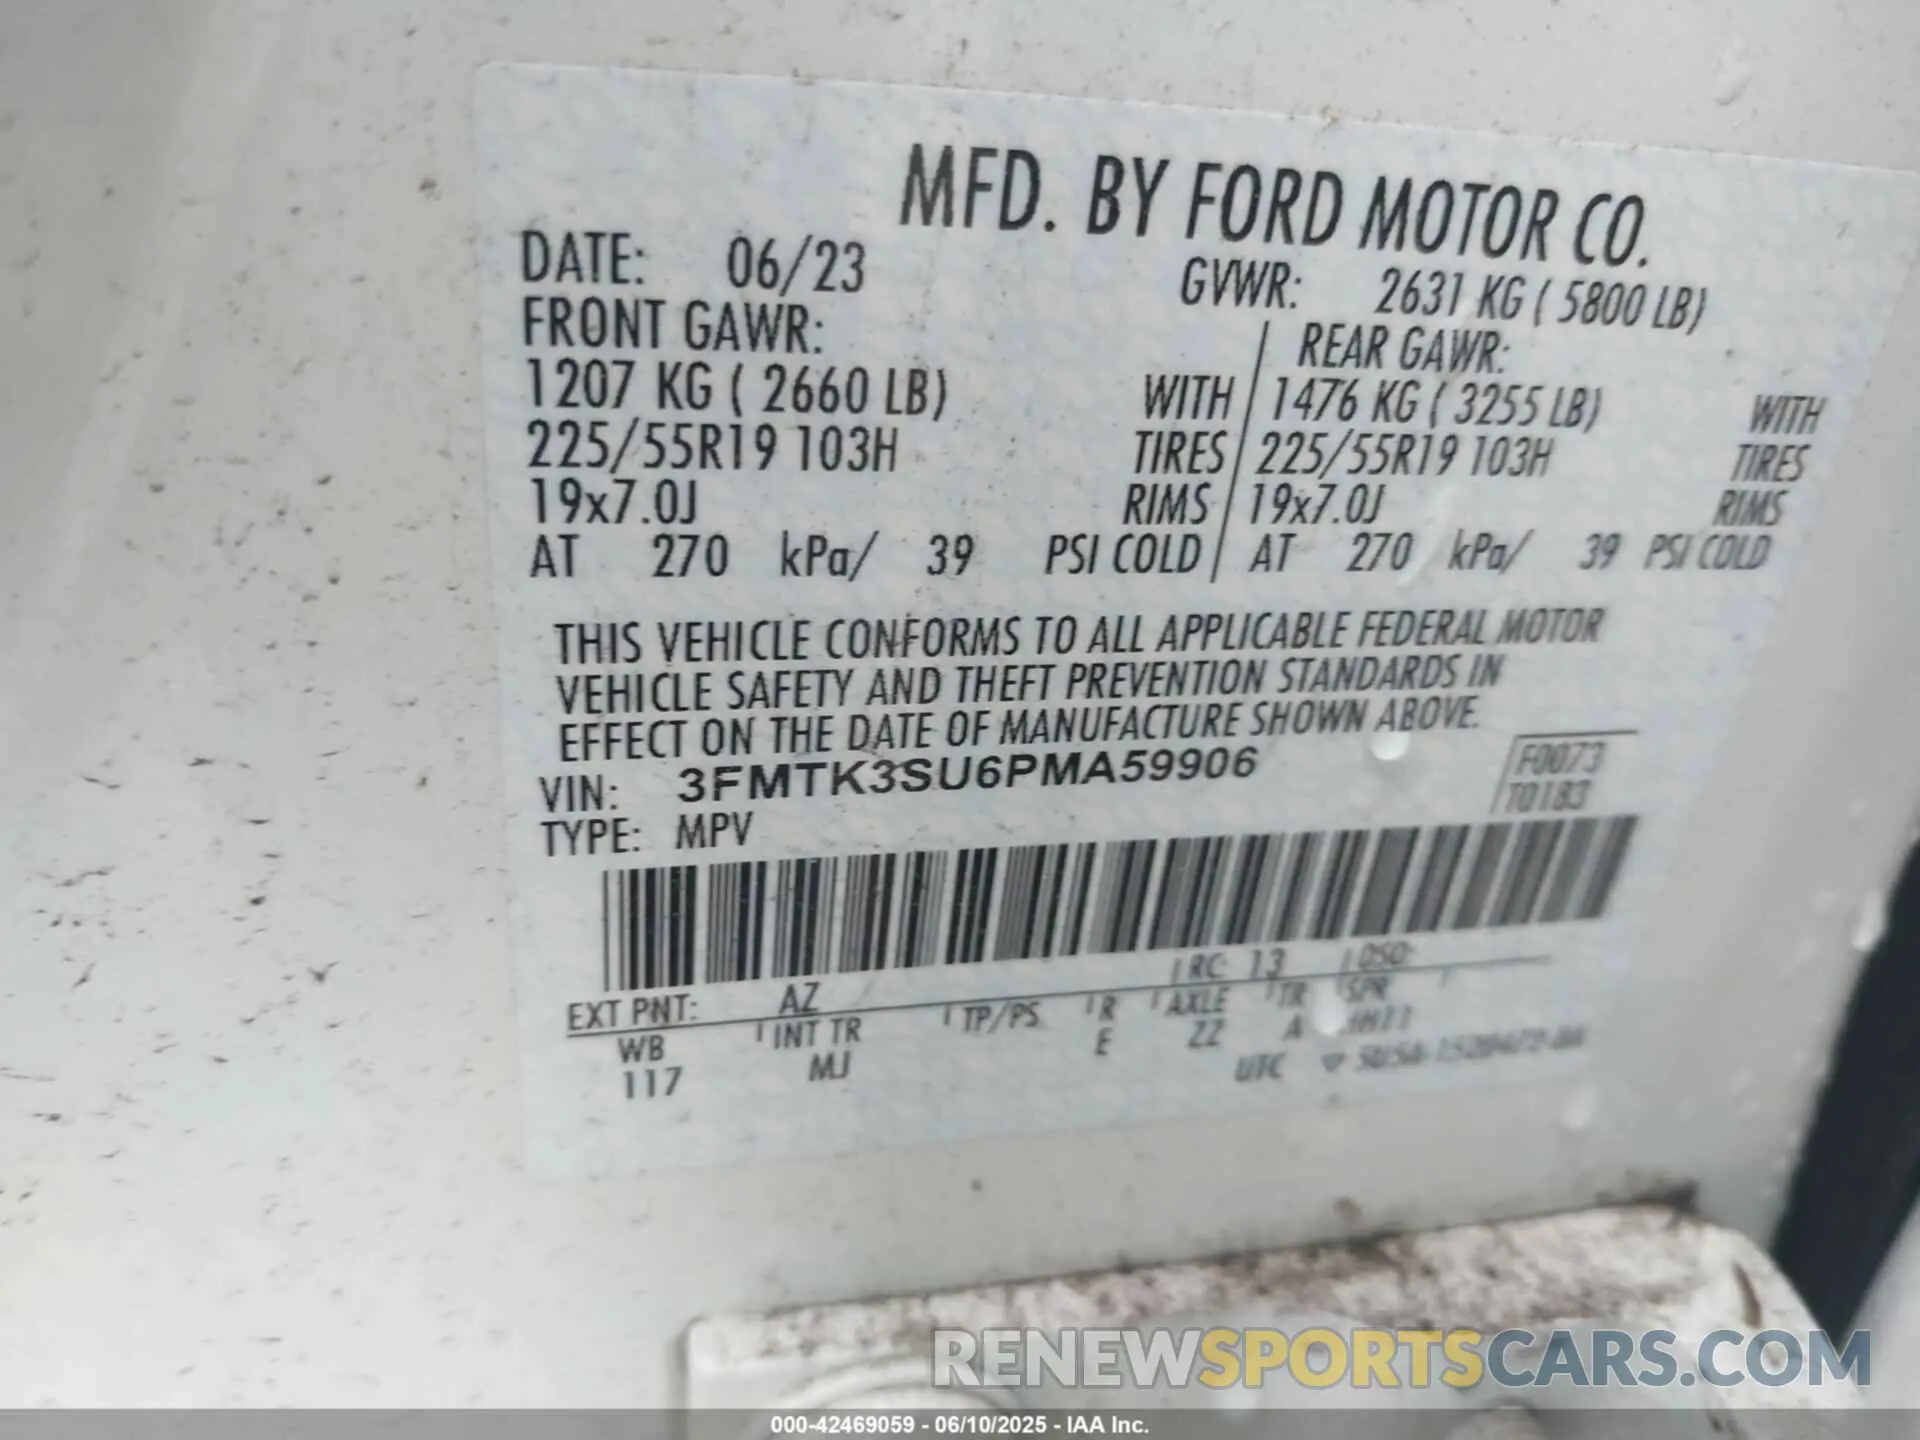 MFD. BY FORD MOTOR CO.
DATE: 06/23 GVWR: 2631 KG ( 5800 LB)
FRONT GAWR: REAR GAWR:
1207 KG ( 2660 LB) WITH 1476 KG ( 3255 LB) WITH
225/55R19 103H TIRES 225/55R19 103H TIRES
19x7.0J RIMS 19x7.0J RIMS
AT 270 kPa/ 39 PSI COLD AT 270 kPa/ 39 PSI COLD
THIS VEHICLE CONFORMS TO ALL APPLICABLE FEDERAL MOTOR
VEHICLE SAFETY AND THEFT PREVENTION STANDARDS IN
EFFECT ON THE DATE OF MANUFACTURE SHOWN ABOVE.
VIN: 3FMTK3SU6PMA59906 F0073
TYPE: MPV T0183
EXT PNT: AZ RC 13 DSO:
WB INT TR TP/PS R AXLE TR SPR
117 MJ E ZZ A
UTC
RENEWSPORTSCARS.COM
000-42469059 - 06/10/2025 - IAA Inc.